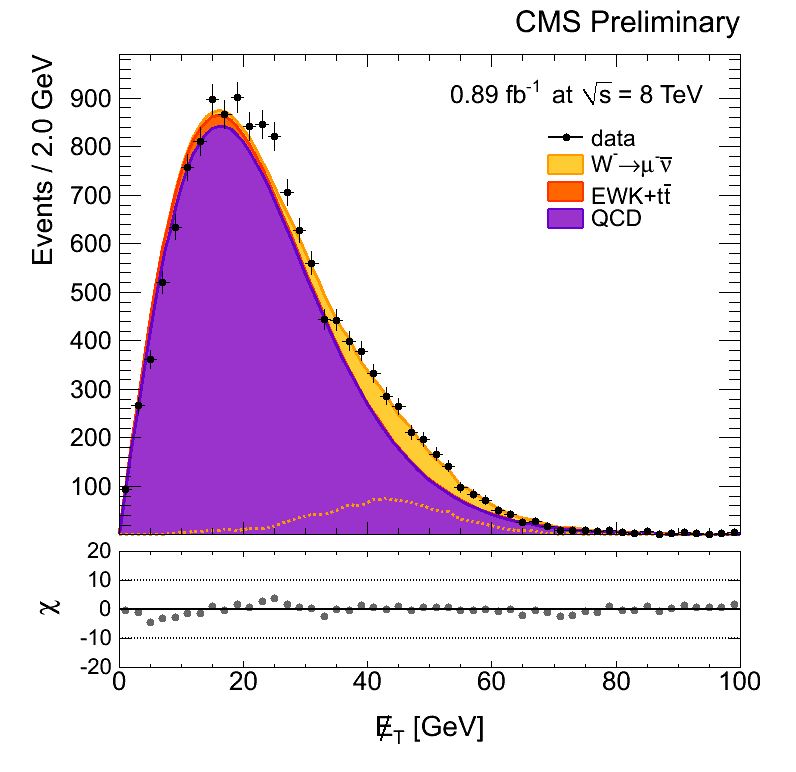 CMS Preliminary
Events / 2.0 GeV
900
800
700
600
500
400
300
200
100
0.89 fb⁻¹ at √s = 8 TeV
data
W⁻→μ⁻ν̅
EWK+tt̅
QCD
χ
20
10
0
-10
-20
0 20 40 60 80 100
E̸_T [GeV]